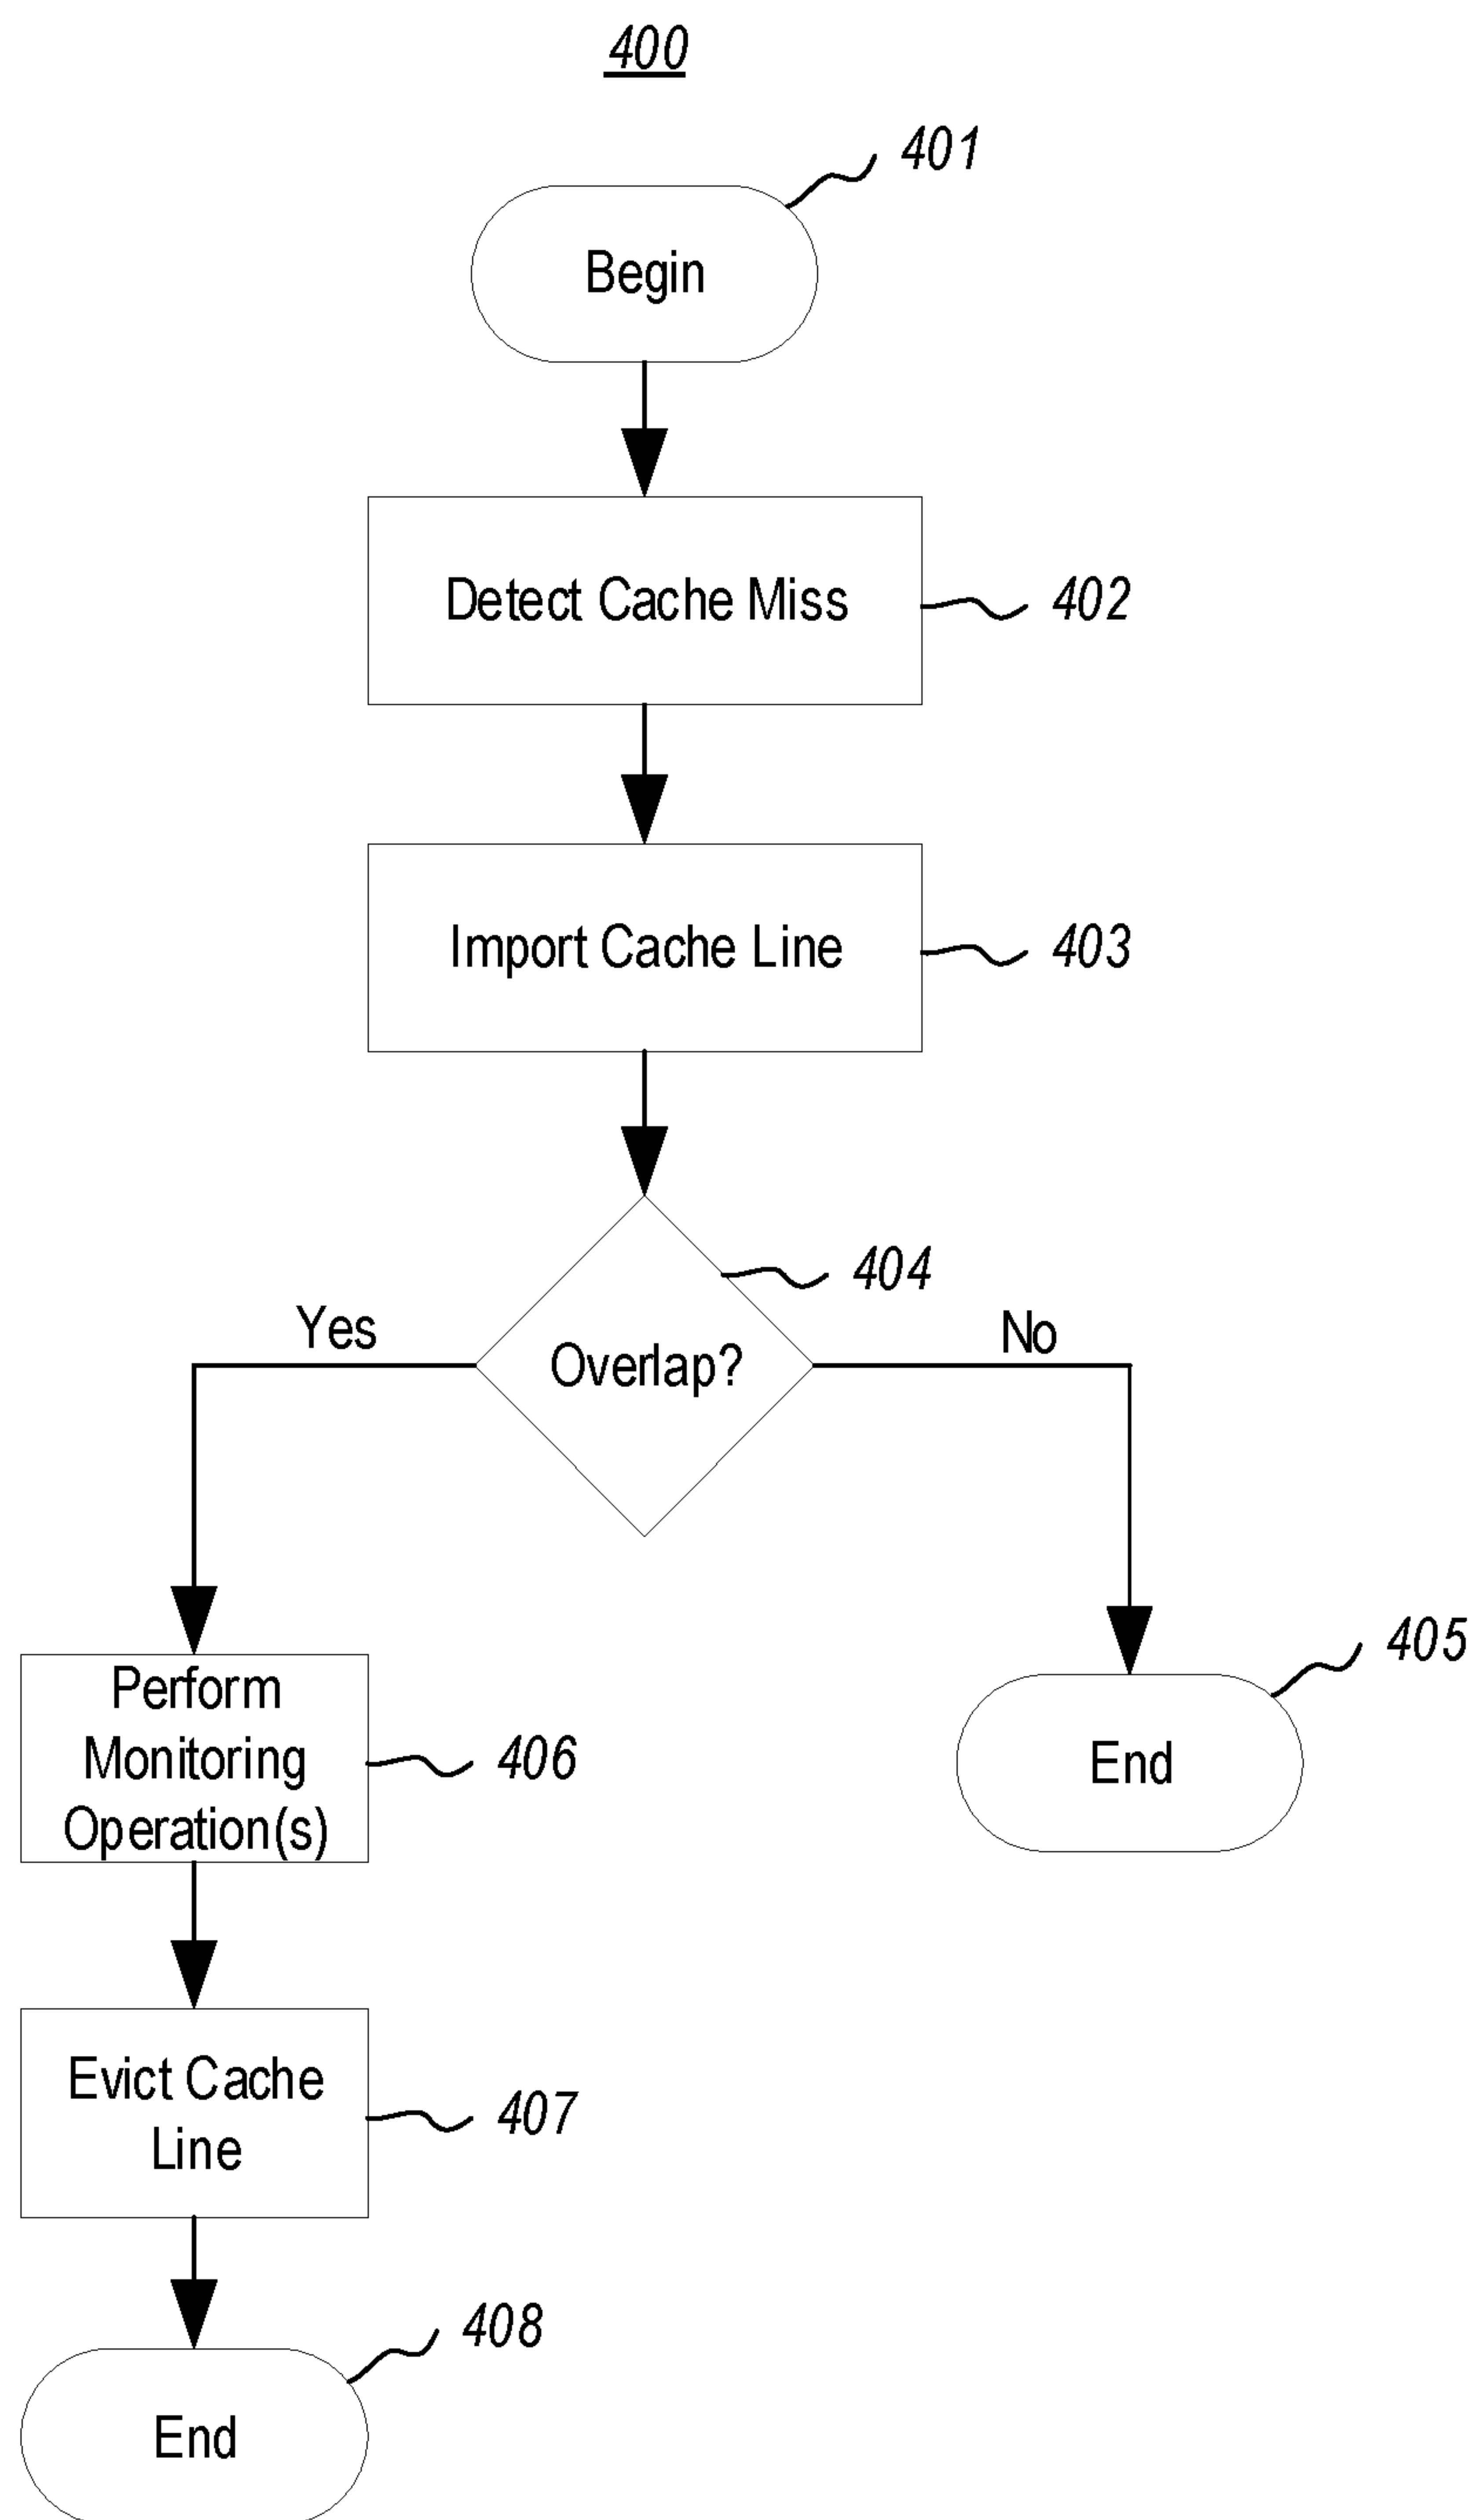 400
401
Begin
Detect Cache Miss
402
Import Cache Line
403
404
Yes
No
Overlap?
405
Perform
Monitoring
Operation(s)
406
End
Evict Cache
Line
407
408
End